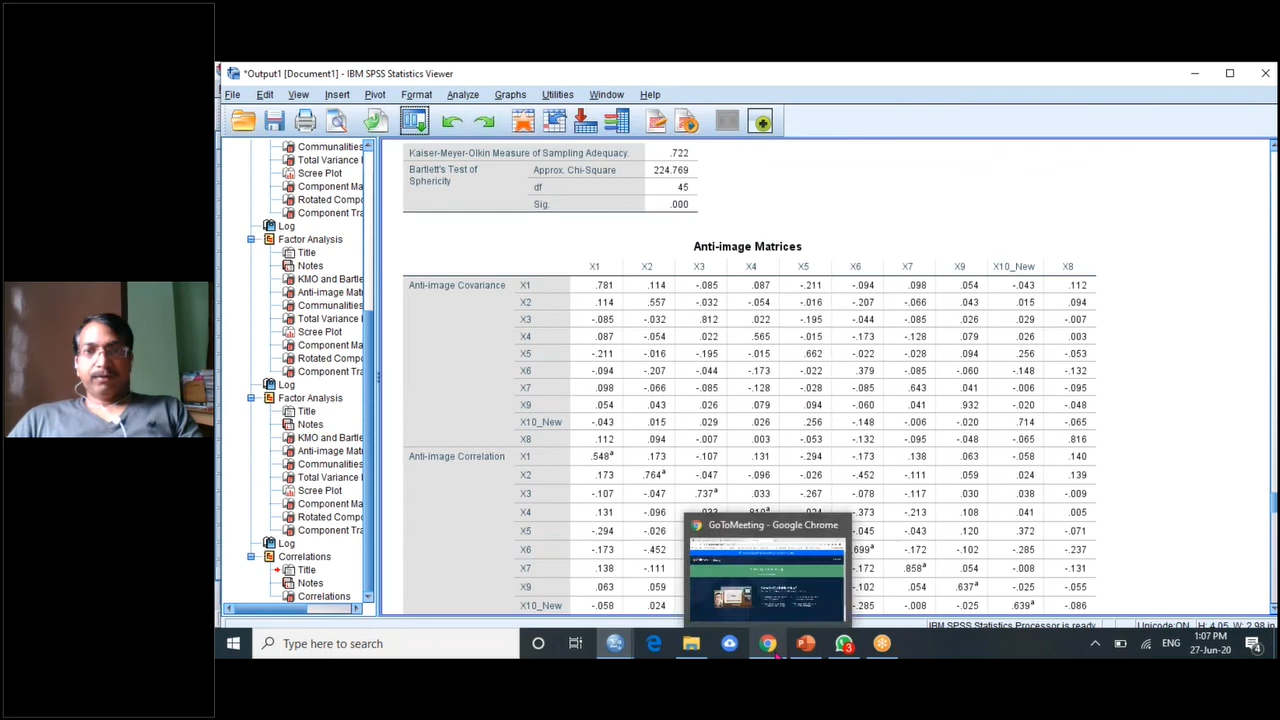 *Output1 [Document1] - IBM SPSS Statistics Viewer
File Edit View Insert Pivot Format Analyze Graphs Utilities Window Help
Communalities
Total Variance
Scree Plot
Component Ma
Rotated Compo
Component Tra
Log
Factor Analysis
Title
Notes
KMO and Bartle
Anti-image Mat
Communalities
Total Variance I
Scree Plot
Component Ma
Rotated Compo
Component Tra
Log
Factor Analysis
Title
Notes
KMO and Bartle
Anti-image Mat
Communalities
Total Variance I
Scree Plot
Component Ma
Rotated Compo
Component Tra
Log
Correlations
Title
Notes
Correlations
Kaiser-Meyer-Olkin Measure of Sampling Adequacy. .722
Bartlett's Test of Sphericity Approx. Chi-Square 224.769
df 45
Sig. .000
Anti-image Matrices
X1 X2 X3 X4 X5 X6 X7 X9 X10_New X8
Anti-image Covariance X1 .781 .114 -.085 .087 -.211 -.094 .098 .054 -.043 .112
X2 .114 .557 -.032 -.054 -.016 -.207 -.066 .043 .015 .094
X3 -.085 -.032 .812 .022 -.195 -.044 -.085 .026 .029 -.007
X4 .087 -.054 .022 .565 -.015 -.173 -.128 .079 .026 .003
X5 -.211 -.016 -.195 -.015 .662 -.022 -.028 .094 .256 -.053
X6 -.094 -.207 -.044 -.173 -.022 .379 -.085 -.060 -.148 -.132
X7 .098 -.066 -.085 -.128 -.028 -.085 .643 .041 -.006 -.095
X9 .054 .043 .026 .079 .094 -.060 .041 .932 -.020 -.048
X10_New -.043 .015 .029 .026 .256 -.148 -.006 -.020 .714 -.065
X8 .112 .094 -.007 .003 -.053 -.132 -.095 -.048 -.065 .816
Anti-image Correlation X1 .548a .173 -.107 .131 -.294 -.173 .138 .063 -.058 .140
X2 .173 .764a -.047 -.096 -.026 -.452 -.111 .059 .024 .139
X3 -.107 -.047 .737a .033 -.267 -.078 -.117 .030 .038 -.009
X4 .131 -.096 .373 -.213 .108 .041 .005
X5 -.294 -.026 -.045 -.043 .120 .372 -.071
X6 -.173 -.452 .699a -.172 -.102 -.285 -.237
X7 .138 -.111 .172 .858a .054 -.008 -.131
X9 .063 .059 -.102 .054 .637a -.025 -.055
X10_New -.058 .024 .285 -.008 -.025 .639a -.086
GoToMeeting - Google Chrome
IBM SPSS Statistics Processor is ready
Unicode:ON H: 4.05, W: 2.98 in
Type here to search
3
ENG
1:07 PM
27-Jun-20
4